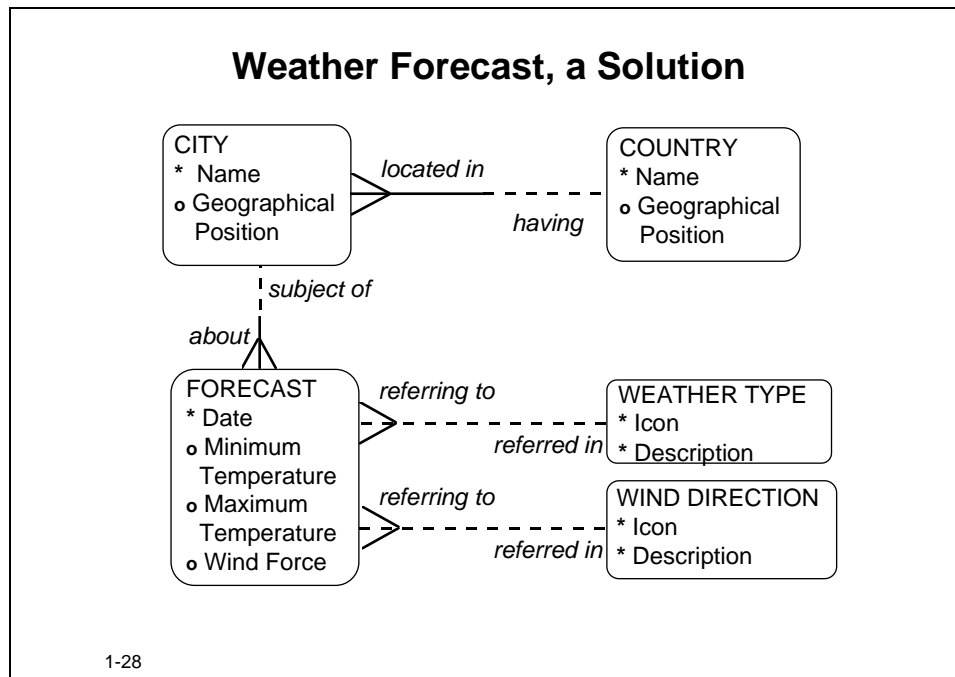 Weather Forecast, a Solution
CITY
* Name
o Geographical
Position
located in
having
COUNTRY
* Name
o Geographical
Position
subject of
about
FORECAST
* Date
o Minimum
Temperature
o Maximum
Temperature
o Wind Force
referring to
referred in
WEATHER TYPE
* Icon
* Description
referring to
referred in
WIND DIRECTION
* Icon
* Description
1-28